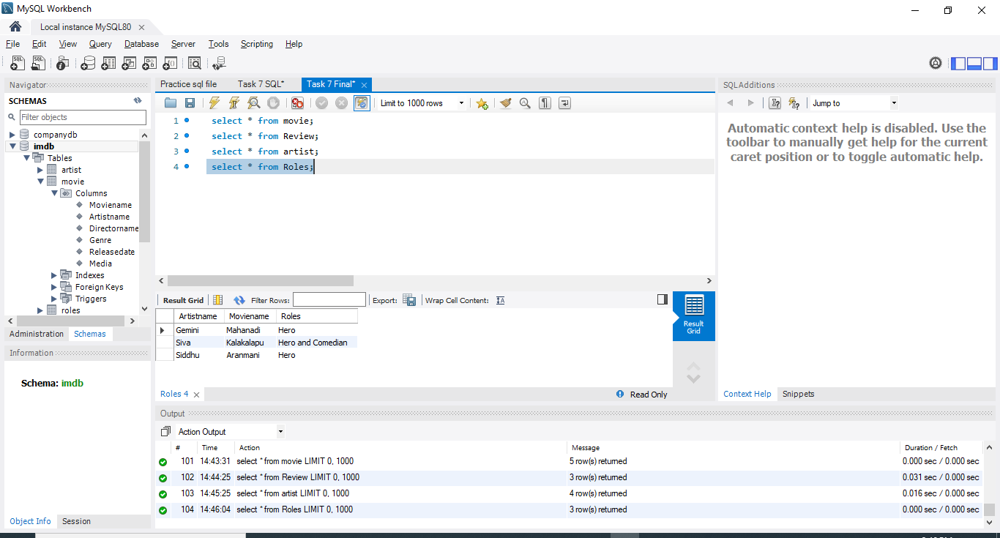 MySQL Workbench
Local instance MySQL80
File Edit View Query Database Server Tools Scripting Help
Navigator
SCHEMAS
Filter objects
companydb
imdb
Tables
artist
movie
Columns
Moviename
Artistname
Directorname
Genre
Releasedate
Media
Indexes
Foreign Keys
Triggers
roles
Administration Schemas
Information
Schema: imdb
Object Info Session
Practice sql file Task 7 SQL* Task 7 Final*
Limit to 1000 rows
1 select * from movie;
2 select * from Review;
3 select * from artist;
4 select * from Roles;
Result Grid Filter Rows: Export: Wrap Cell Content:
Artistname Moviename Roles
Gemini Mahanadi Hero
Siva Kalakalapu Hero and Comedian
Siddhu Aranmani Hero
Result
Grid
Roles 4 Read Only
SQLAdditions
Jump to
Automatic context help is disabled. Use the
toolbar to manually get help for the current
caret position or to toggle automatic help.
Context Help Snippets
Output
Action Output
# Time Action Message Duration / Fetch
101 14:43:31 select * from movie LIMIT 0, 1000 5 row(s) returned 0.000 sec / 0.000 sec
102 14:44:25 select * from Review LIMIT 0, 1000 3 row(s) returned 0.031 sec / 0.000 sec
103 14:45:25 select * from artist LIMIT 0, 1000 4 row(s) returned 0.016 sec / 0.000 sec
104 14:46:04 select * from Roles LIMIT 0, 1000 3 row(s) returned 0.000 sec / 0.000 sec